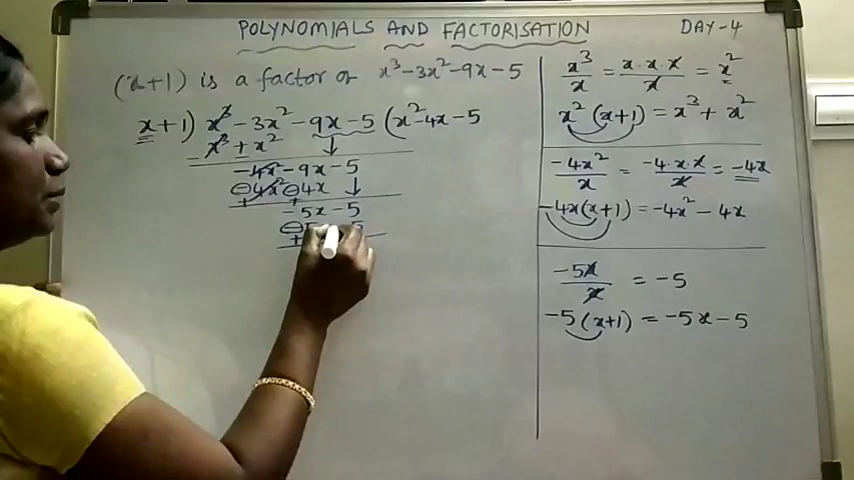 POLYNOMIALS AND FACTORISATION DAY-4
(x+1) is a factor of x³-3x²-9x-5
x+1) x³-3x²-9x-5 (x²-4x-5
x³+x²
-4x²-9x-5
-4x²-4x
-5x-5
x³/x = x·x·x/x = x²
x²(x+1) = x³+x²
-4x²/x = -4·x·x/x = -4x
-4x(x+1) = -4x²-4x
-5x/x = -5
-5(x+1) = -5x-5